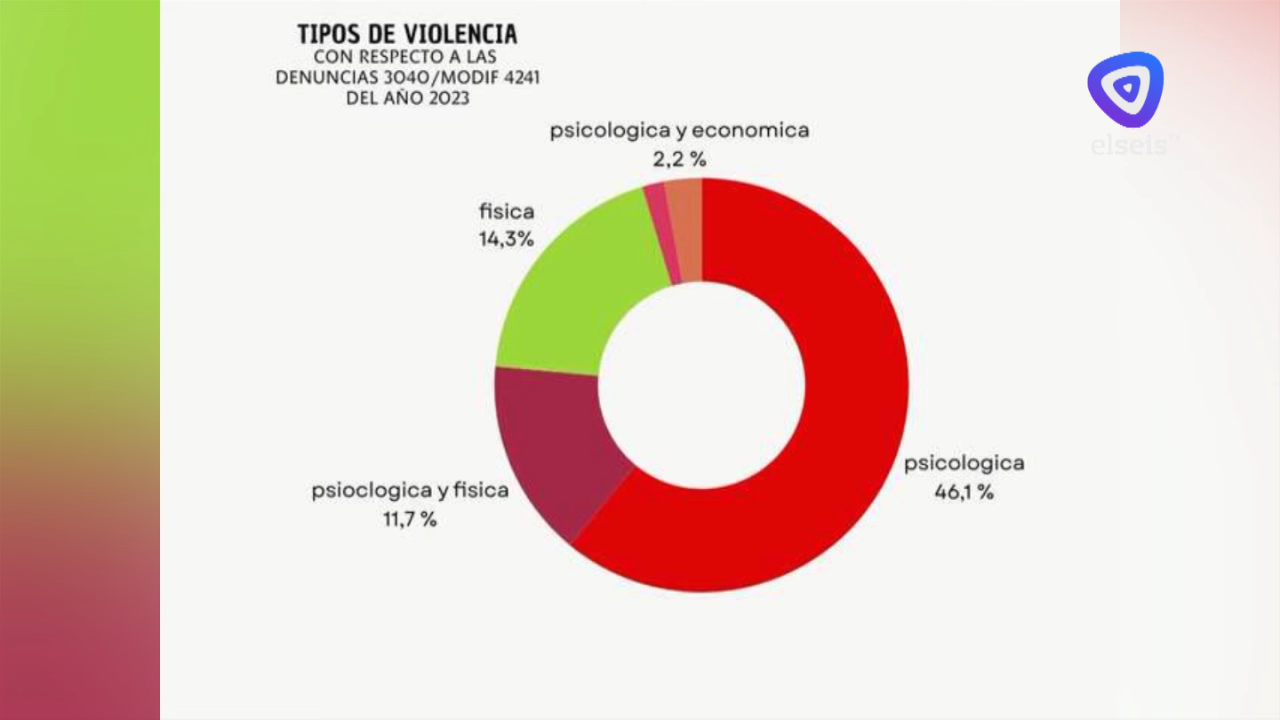 TIPOS DE VIOLENCIA
CON RESPECTO A LAS
DENUNCIAS 3040/MODIF 4241
DEL AÑO 2023
psicologica y economica
2,2 %
fisica
14,3%
psicologica
46,1 %
psioclogica y fisica
11,7 %
elseis™